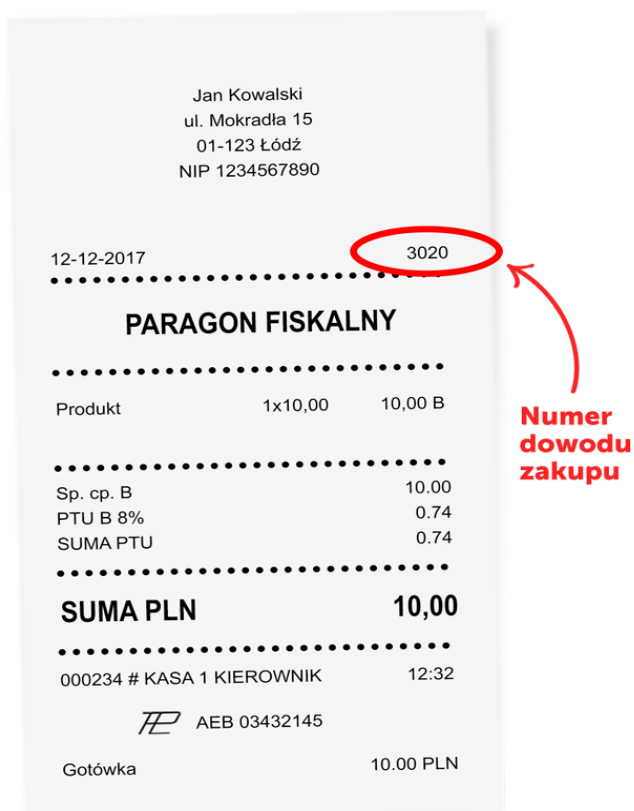 Jan Kowalski
ul. Mokradła 15
01-123 Łódź
NIP 1234567890
12-12-2017 3020
PARAGON FISKALNY
Produkt 1x10,00 10,00 B
Sp. cp. B 10.00
PTU B 8% 0.74
SUMA PTU 0.74
SUMA PLN 10,00
000234 # KASA 1 KIEROWNIK 12:32
AEB 03432145
Gotówka 10.00 PLN
Numer
dowodu
zakupu